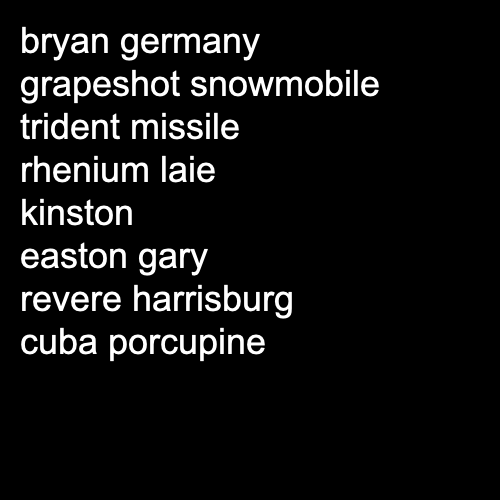 bryan germany
grapeshot snowmobile
trident missile
rhenium laie
kinston
easton gary
revere harrisburg
cuba porcupine